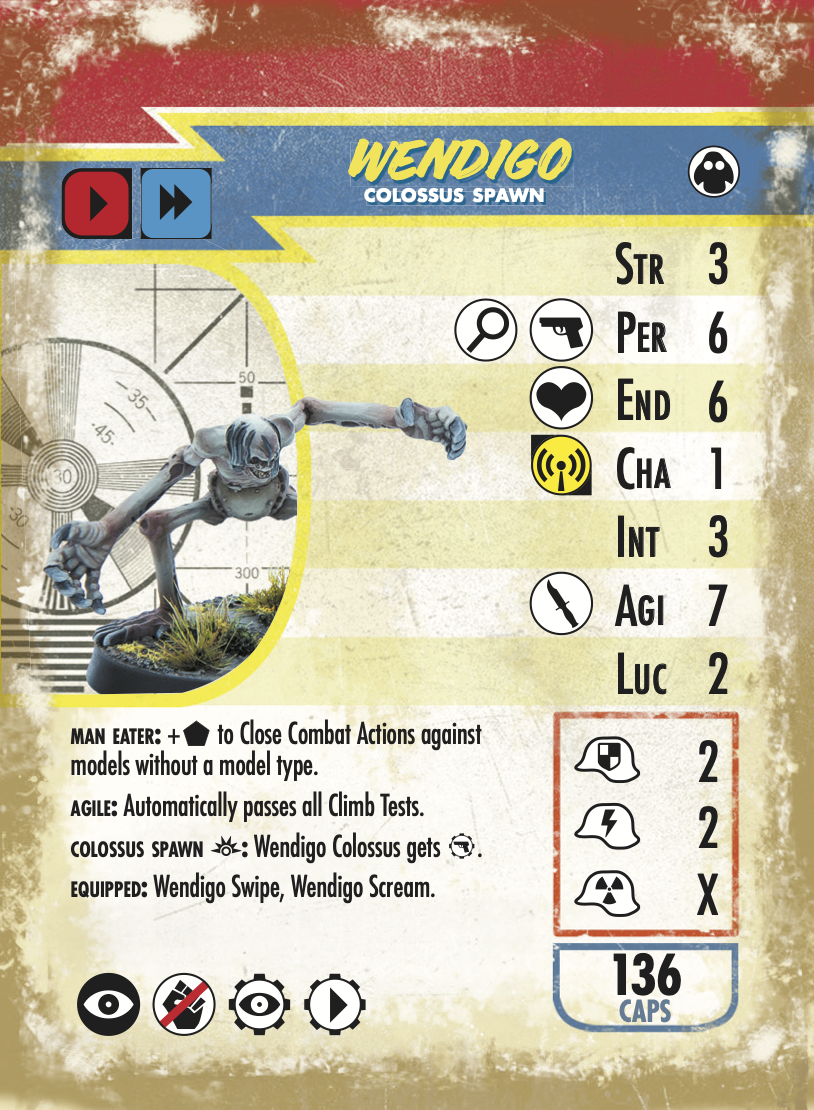 WENDIGO
COLOSSUS SPAWN
STR 3
PER 6
END 6
CHA 1
INT 3
AGI 7
LUC 2
50
-35-
-45-
30
-30
300
MAN EATER: + to Close Combat Actions against
models without a model type.
AGILE: Automatically passes all Climb Tests.
COLOSSUS SPAWN : Wendigo Colossus gets .
EQUIPPED: Wendigo Swipe, Wendigo Scream.
2
2
X
136
CAPS